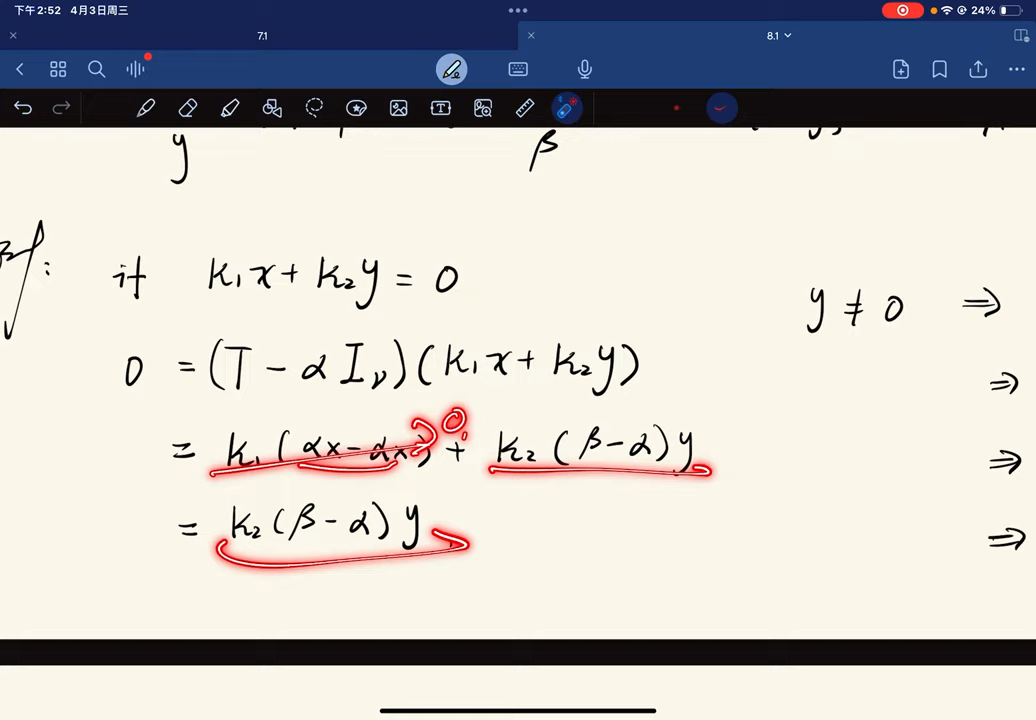 下午2:52 4月3日周三 24%
7.1 8.1
y β
if k₁x + k₂y = 0
y ≠ 0 ⇒
0 = (T - αIᵥ)(k₁x + k₂y)
⇒
= k₁(αx - αx) + k₂(β-α)y
0
⇒
= k₂(β-α)y
⇒